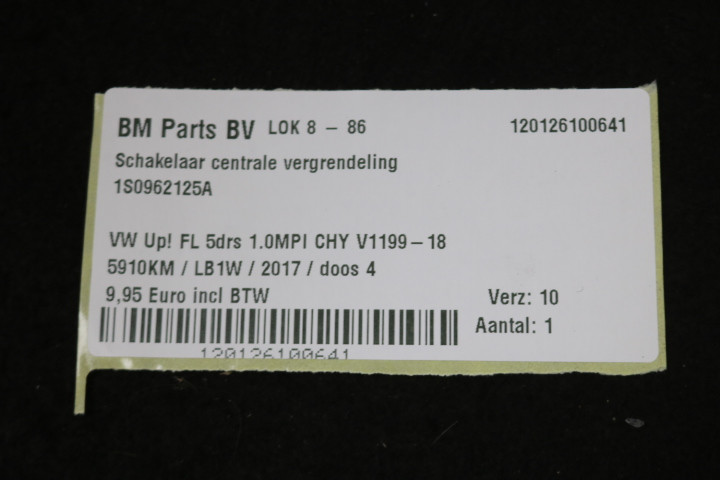 BM Parts BV LOK 8 - 86 120126100641
Schakelaar centrale vergrendeling
1S0962125A
VW Up! FL 5drs 1.0MPI CHY V1199-18
5910KM / LB1W / 2017 / doos 4
9,95 Euro incl BTW Verz: 10
Aantal: 1
120126100641